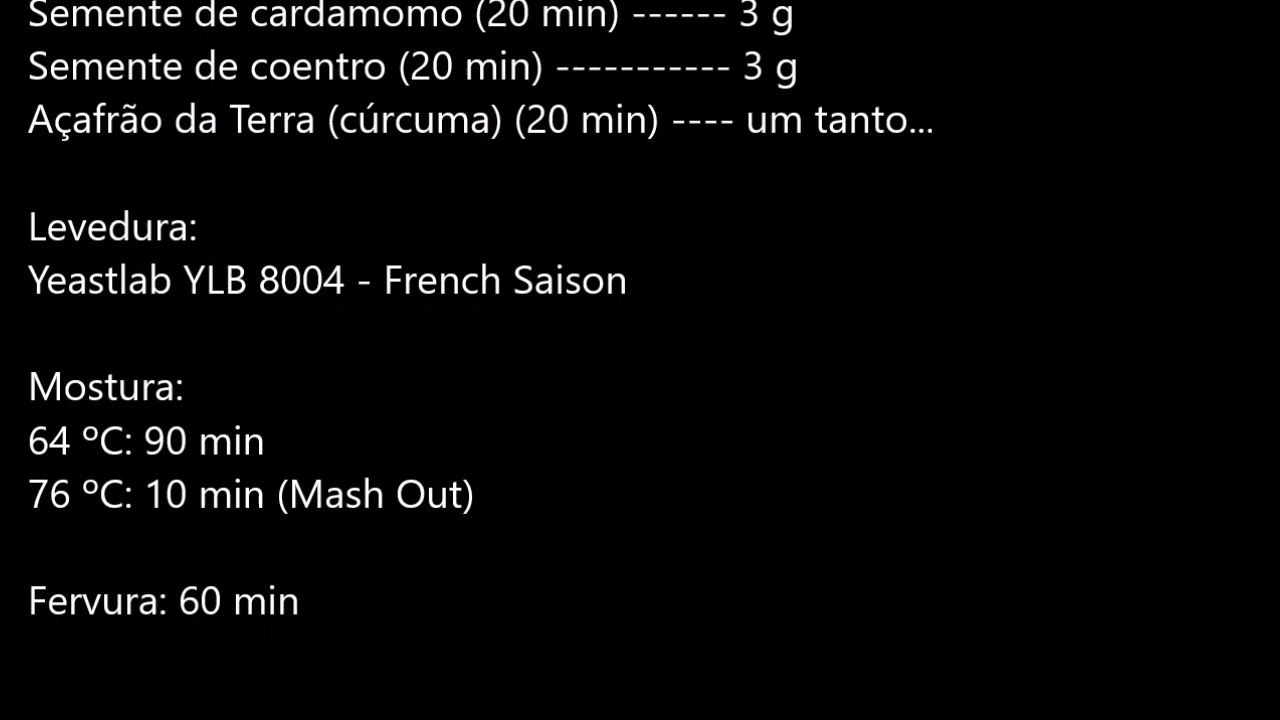 Semente de cardamomo (20 min) ------ 3 g
Semente de coentro (20 min) ----------- 3 g
Açafrão da Terra (cúrcuma) (20 min) ---- um tanto...
Levedura:
Yeastlab YLB 8004 - French Saison
Mostura:
64 ºC: 90 min
76 ºC: 10 min (Mash Out)
Fervura: 60 min